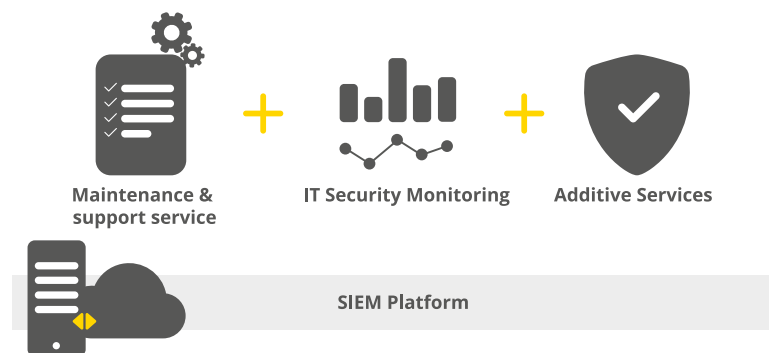 Maintenance &
support service
IT Security Monitoring
Additive Services
SIEM Platform